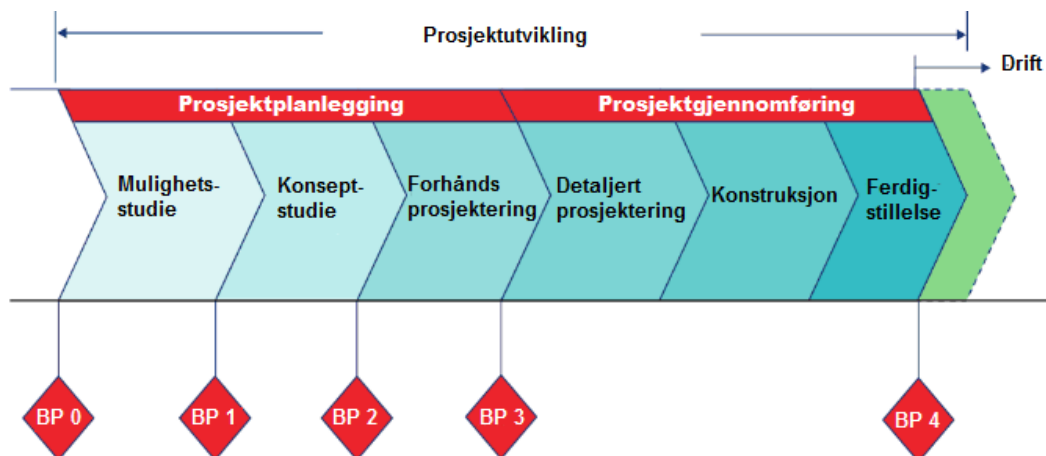 Prosjektutvikling
Drift
Prosjektplanlegging
Prosjektgjennomføring
Mulighets-
studie
Konsept-
studie
Forhånds
prosjektering
Detaljert
prosjektering
Konstruksjon
Ferdig-
stillelse
BP 0
BP 1
BP 2
BP 3
BP 4